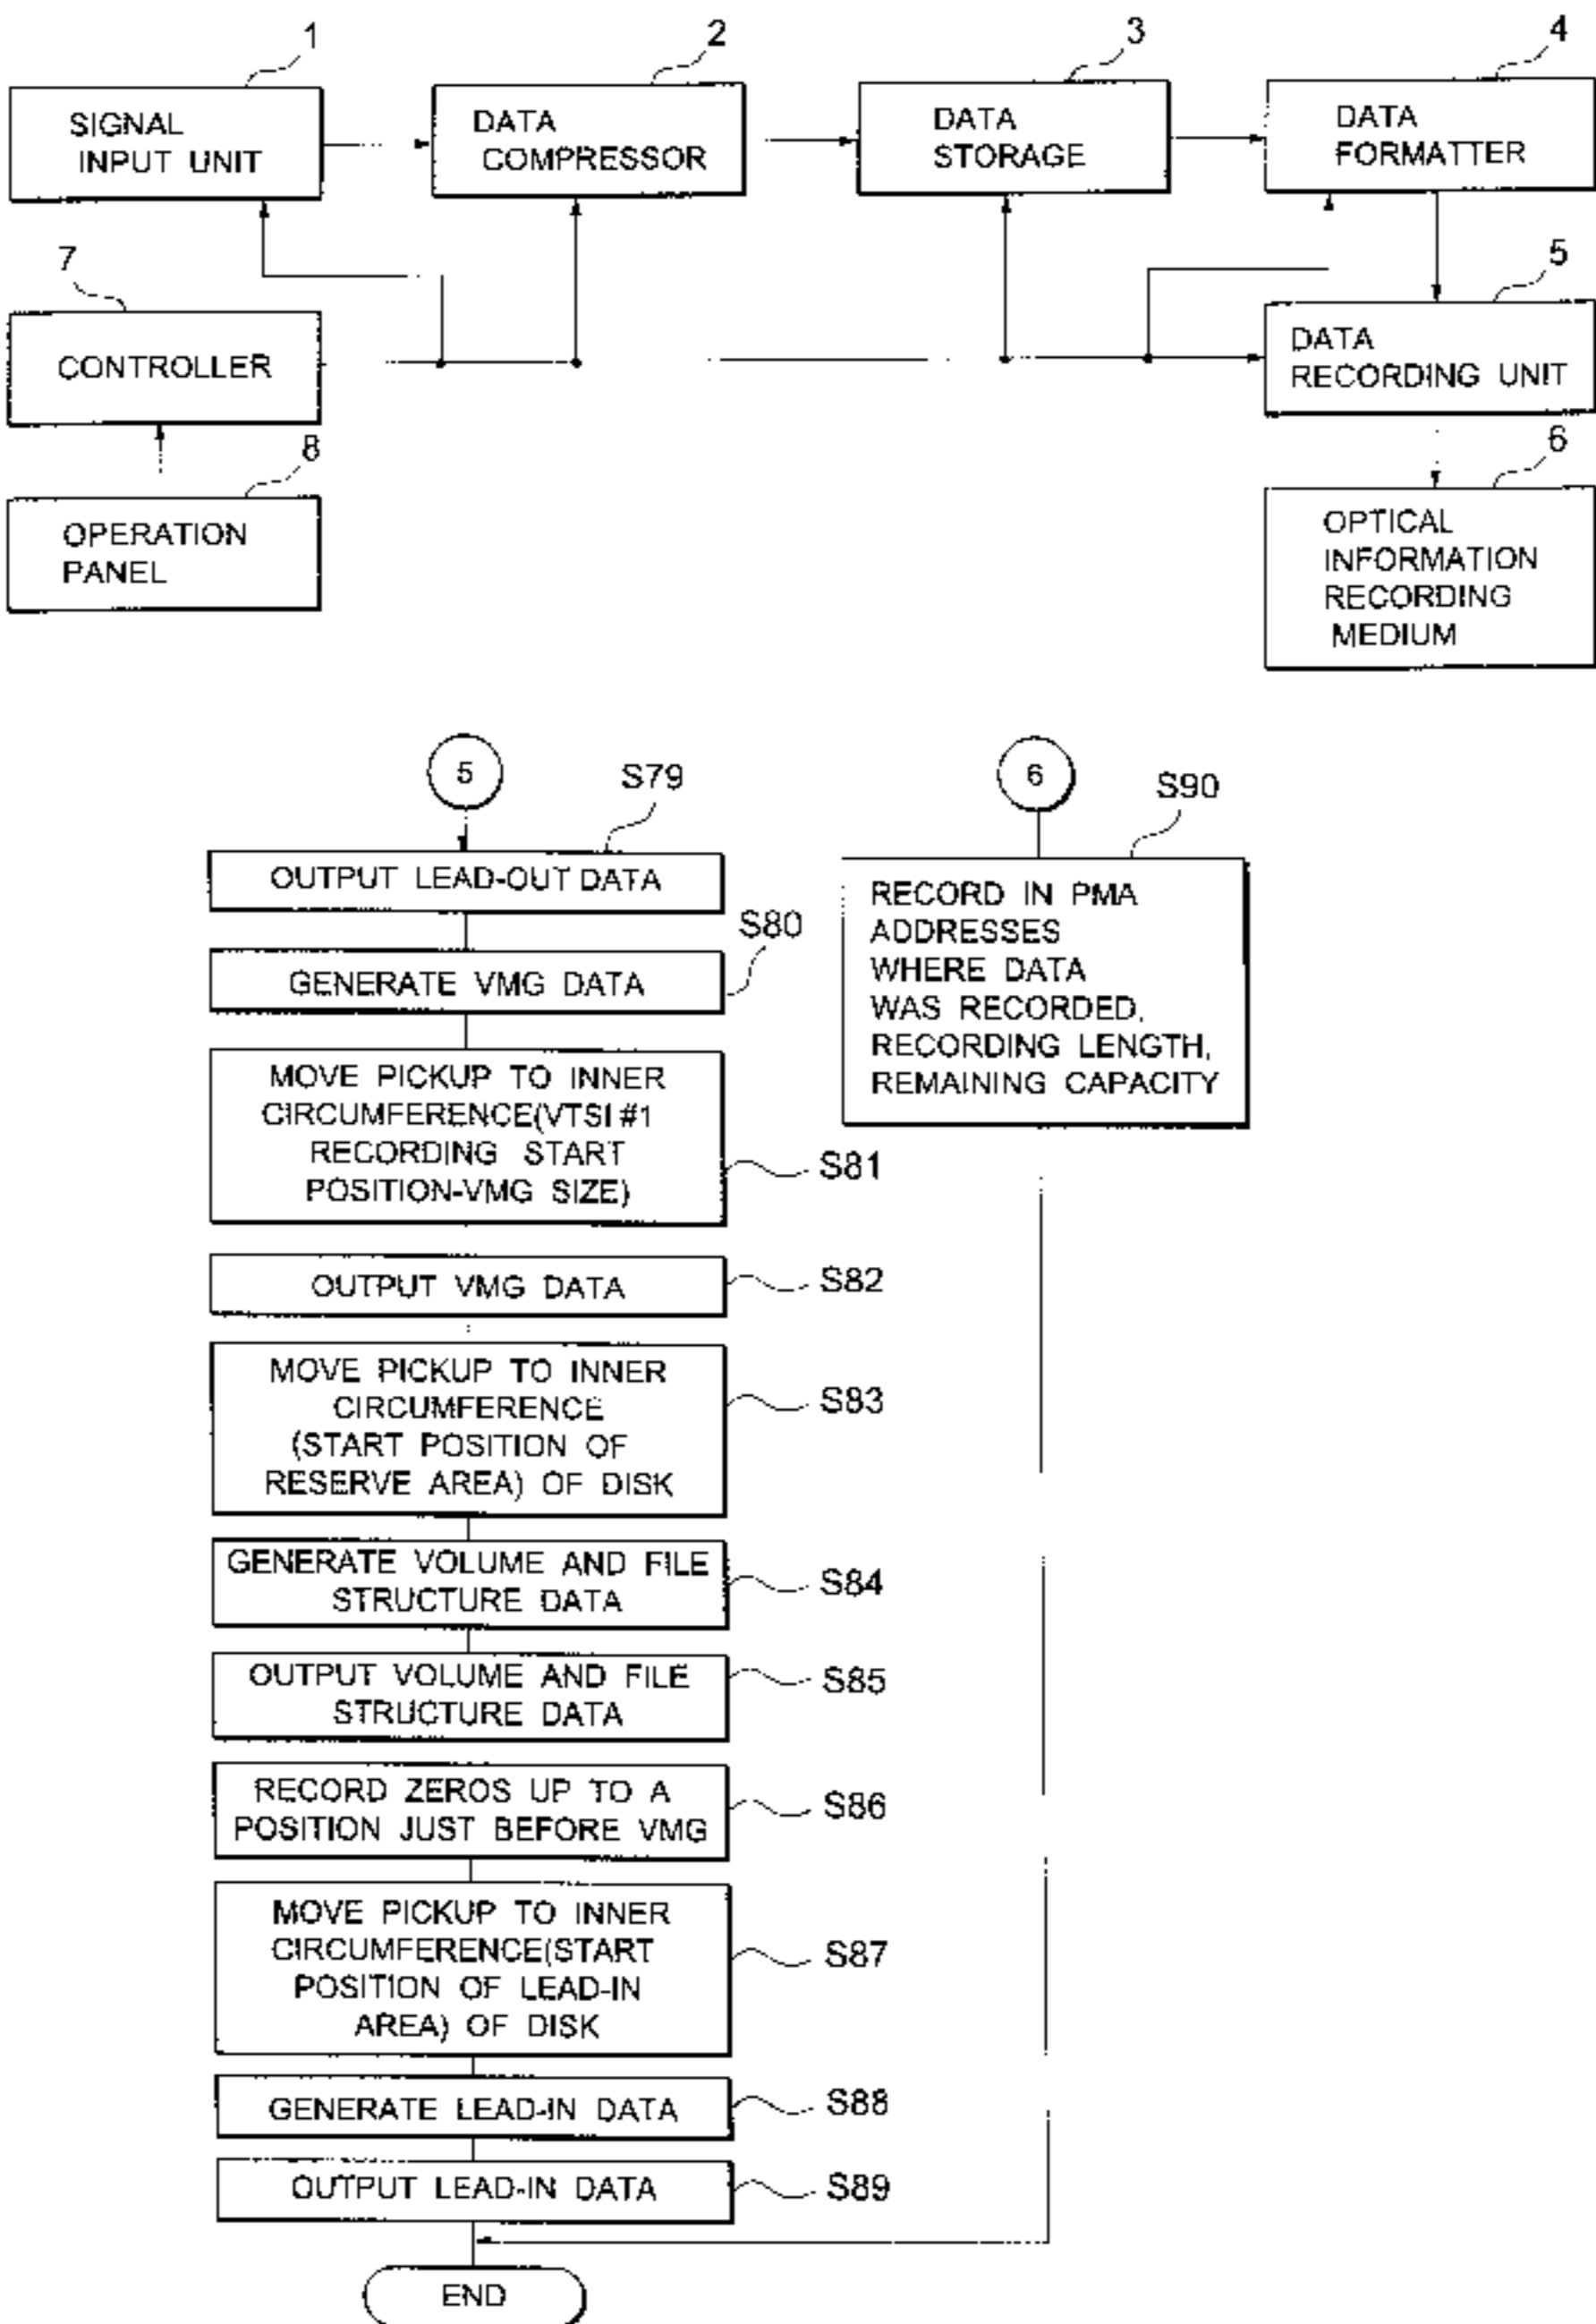 1
2
3
4
SIGNAL
INPUT UNIT
DATA
COMPRESSOR
DATA
STORAGE
DATA
FORMATTER
7
5
CONTROLLER
DATA
RECORDING UNIT
8
6
OPERATION
PANEL
OPTICAL
INFORMATION
RECORDING
MEDIUM
5
S79
OUTPUT LEAD-OUT DATA
S80
GENERATE VMG DATA
MOVE PICKUP TO INNER
CIRCUMFERENCE(VTSI #1
RECORDING START
POSITION-VMG SIZE)
S81
OUTPUT VMG DATA
S82
MOVE PICKUP TO INNER
CIRCUMFERENCE
(START POSITION OF
RESERVE AREA) OF DISK
S83
GENERATE VOLUME AND FILE
STRUCTURE DATA
S84
OUTPUT VOLUME AND FILE
STRUCTURE DATA
S85
RECORD ZEROS UP TO A
POSITION JUST BEFORE VMG
S86
MOVE PICKUP TO INNER
CIRCUMFERENCE(START
POSITION OF LEAD-IN
AREA) OF DISK
S87
GENERATE LEAD-IN DATA
S88
OUTPUT LEAD-IN DATA
S89
END
6
S90
RECORD IN PMA
ADDRESSES
WHERE DATA
WAS RECORDED,
RECORDING LENGTH,
REMAINING CAPACITY